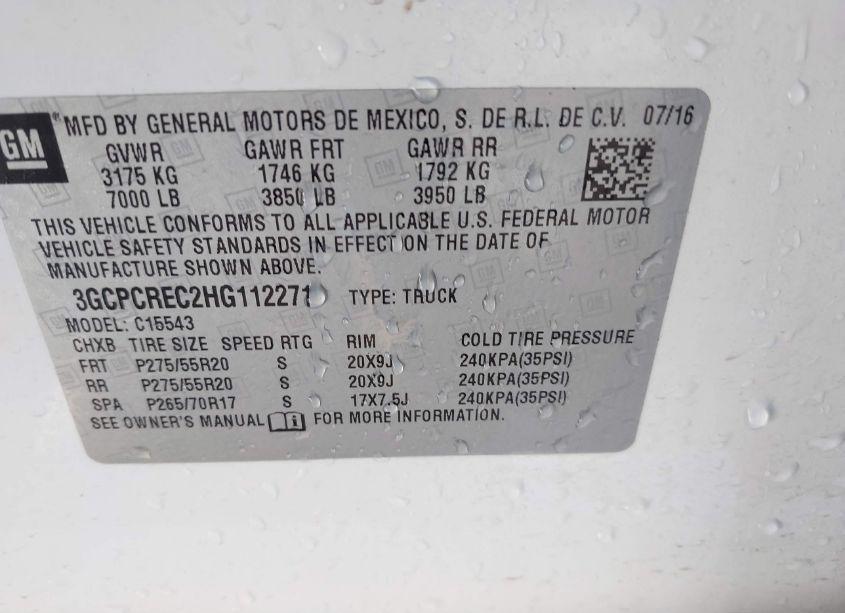 GM
®MFD BY GENERAL MOTORS DE MEXICO, S. DE R.L. DE C.V. 07/16
GVWR GAWR FRT GAWR RR
3175 KG 1746 KG 1792 KG
7000 LB 3850 LB 3950 LB
THIS VEHICLE CONFORMS TO ALL APPLICABLE U.S. FEDERAL MOTOR
VEHICLE SAFETY STANDARDS IN EFFECT ON THE DATE OF
MANUFACTURE SHOWN ABOVE.
3GCPCREC2HG112271 TYPE: TRUCK
MODEL: C15543
CHXB TIRE SIZE SPEED RTG RIM COLD TIRE PRESSURE
FRT P275/55R20 S 20X9J 240KPA(35PSI)
RR P275/55R20 S 20X9J 240KPA(35PSI)
SPA P265/70R17 S 17X7.5J 240KPA(35PSI)
SEE OWNER'S MANUAL FOR MORE INFORMATION.